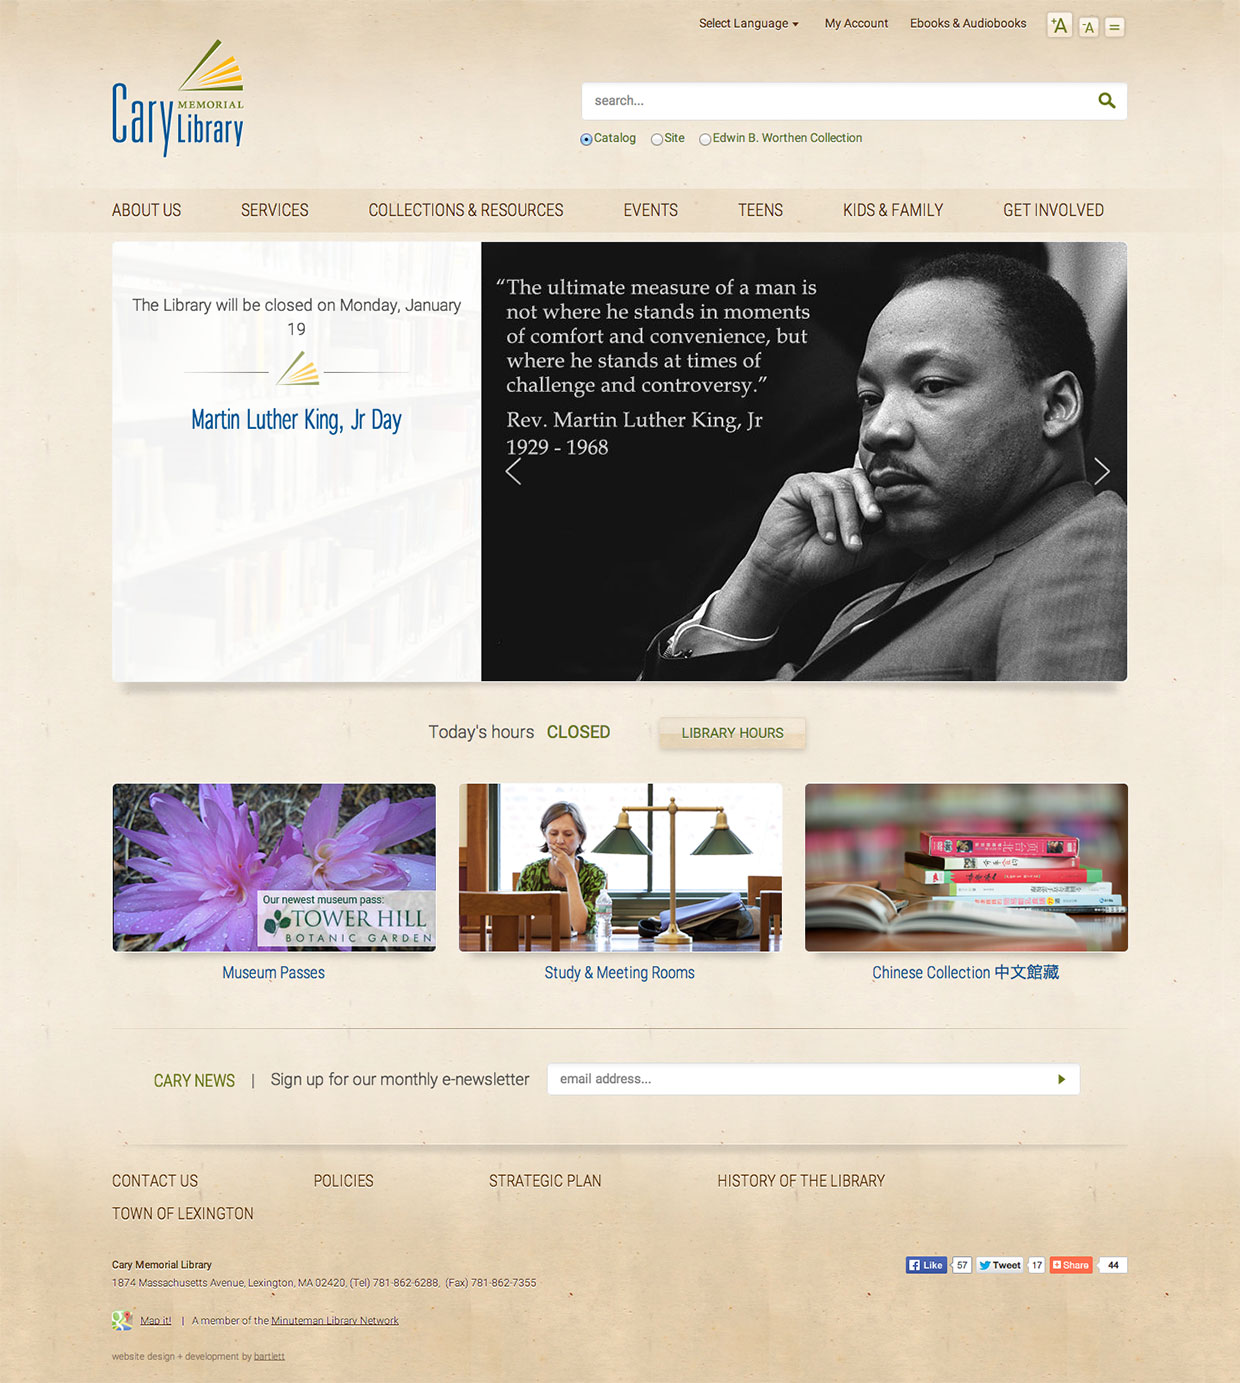 Select Language
My Account
Ebooks & Audiobooks
+A
-A
=
Cary MEMORIAL Library
search...
Catalog
Site
Edwin B. Worthen Collection
ABOUT US
SERVICES
COLLECTIONS & RESOURCES
EVENTS
TEENS
KIDS & FAMILY
GET INVOLVED
The Library will be closed on Monday, January
19
Martin Luther King, Jr Day
“The ultimate measure of a man is
not where he stands in moments
of comfort and convenience, but
where he stands at times of
challenge and controversy.”
Rev. Martin Luther King, Jr
1929 - 1968
Today's hours CLOSED
LIBRARY HOURS
Our newest museum pass:
TOWER HILL
BOTANIC GARDEN
Museum Passes
Study & Meeting Rooms
Chinese Collection 中文館藏
CARY NEWS | Sign up for our monthly e-newsletter
email address...
CONTACT US
POLICIES
STRATEGIC PLAN
HISTORY OF THE LIBRARY
TOWN OF LEXINGTON
Cary Memorial Library
1874 Massachusetts Avenue, Lexington, MA 02420, (Tel) 781-862-6288, (Fax) 781-862-7355
Like 57
Tweet 17
Share 44
Map it! | A member of the Minuteman Library Network
website design + development by bartlett